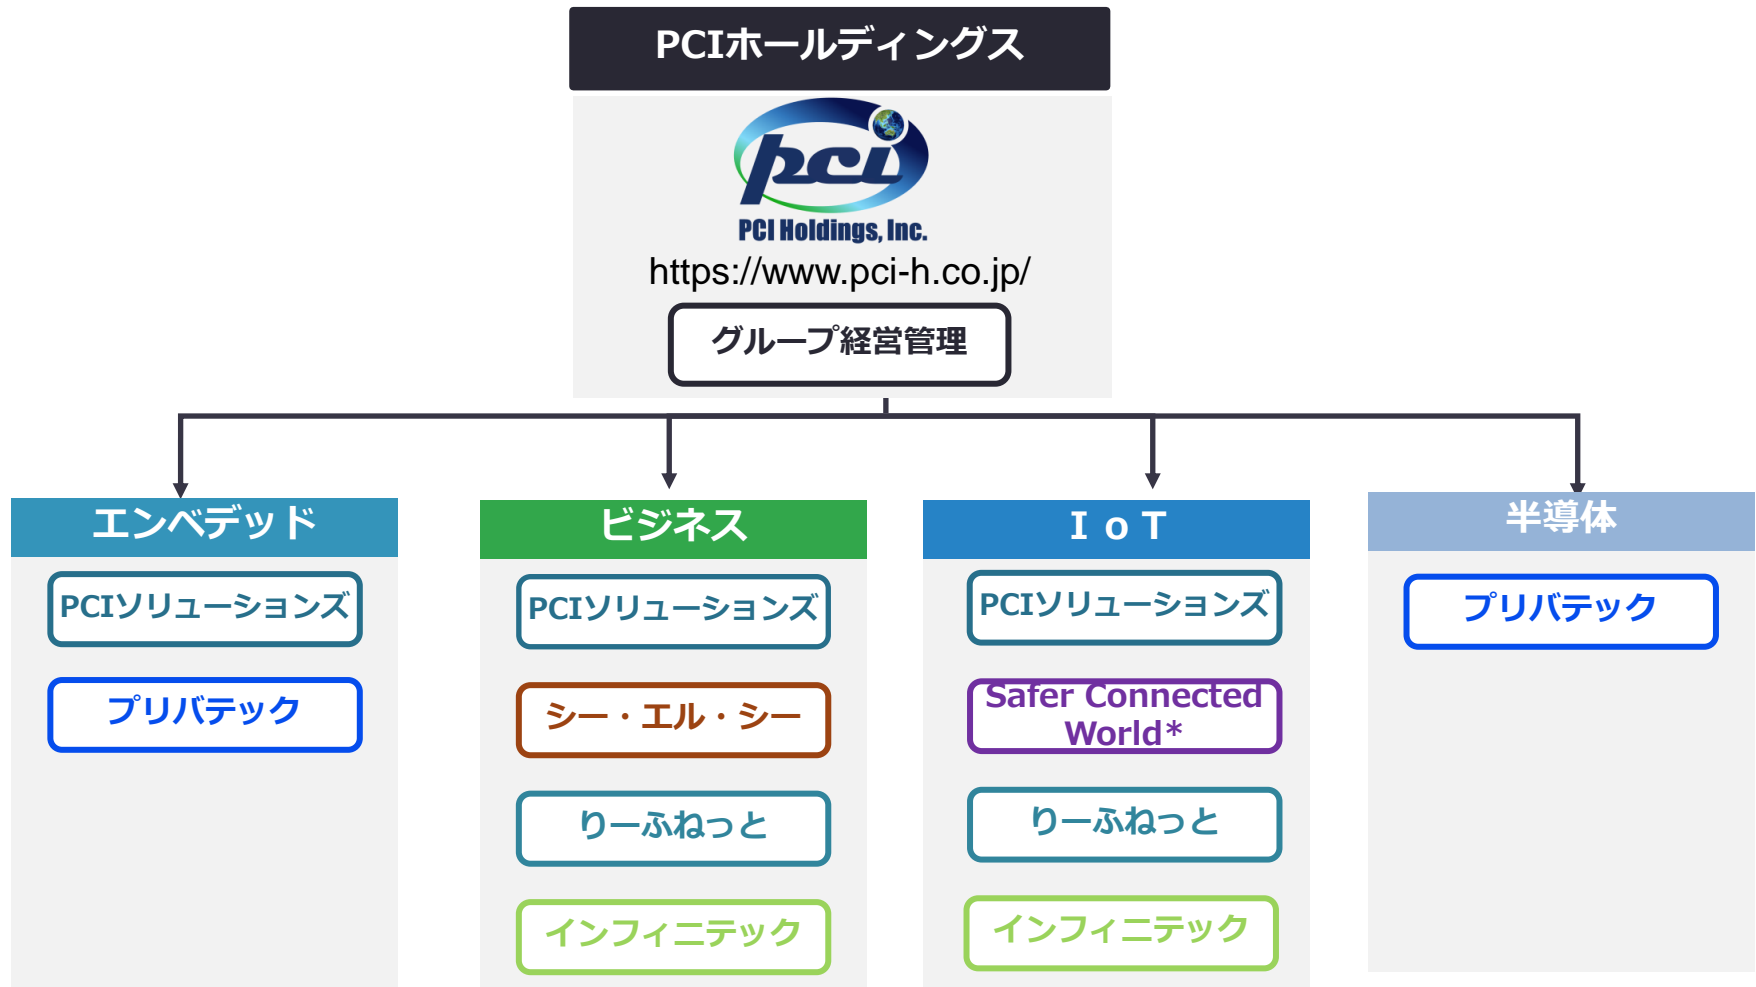 PCIホールディングス
pci
PCI Holdings, Inc.
https://www.pci-h.co.jp/
グループ経営管理
エンベデッド
PCIソリューションズ
プリバテック
ビジネス
PCIソリューションズ
シー・エル・シー
りーふねっと
インフィニテック
ＩｏＴ
PCIソリューションズ
Safer Connected
World*
りーふねっと
インフィニテック
半導体
プリバテック